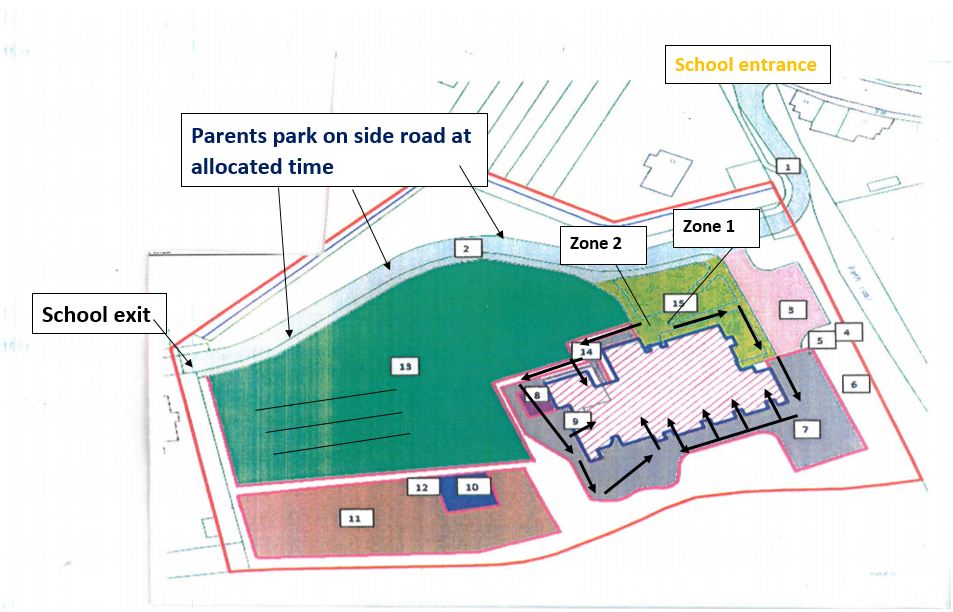 School entrance
Parents park on side road at
allocated time
1
Zone 1
Zone 2
2
School exit
15
3
4
5
14
13
6
8
9
7
12
10
11